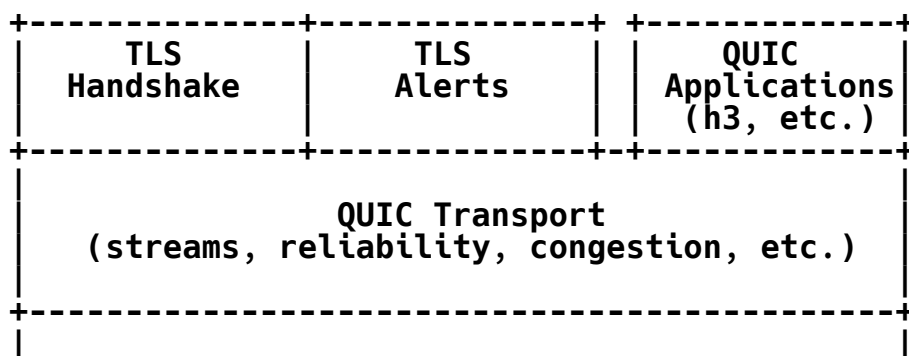 +--------------+--------------+ +-------------+
|     TLS      |     TLS      | |    QUIC     |
|  Handshake   |    Alerts    | | Applications|
|              |              | |  (h3, etc.) |
+--------------+--------------+-+-------------+
|                                             |
|                QUIC Transport               |
|   (streams, reliability, congestion, etc.)  |
|                                             |
+---------------------------------------------+
|                                             |